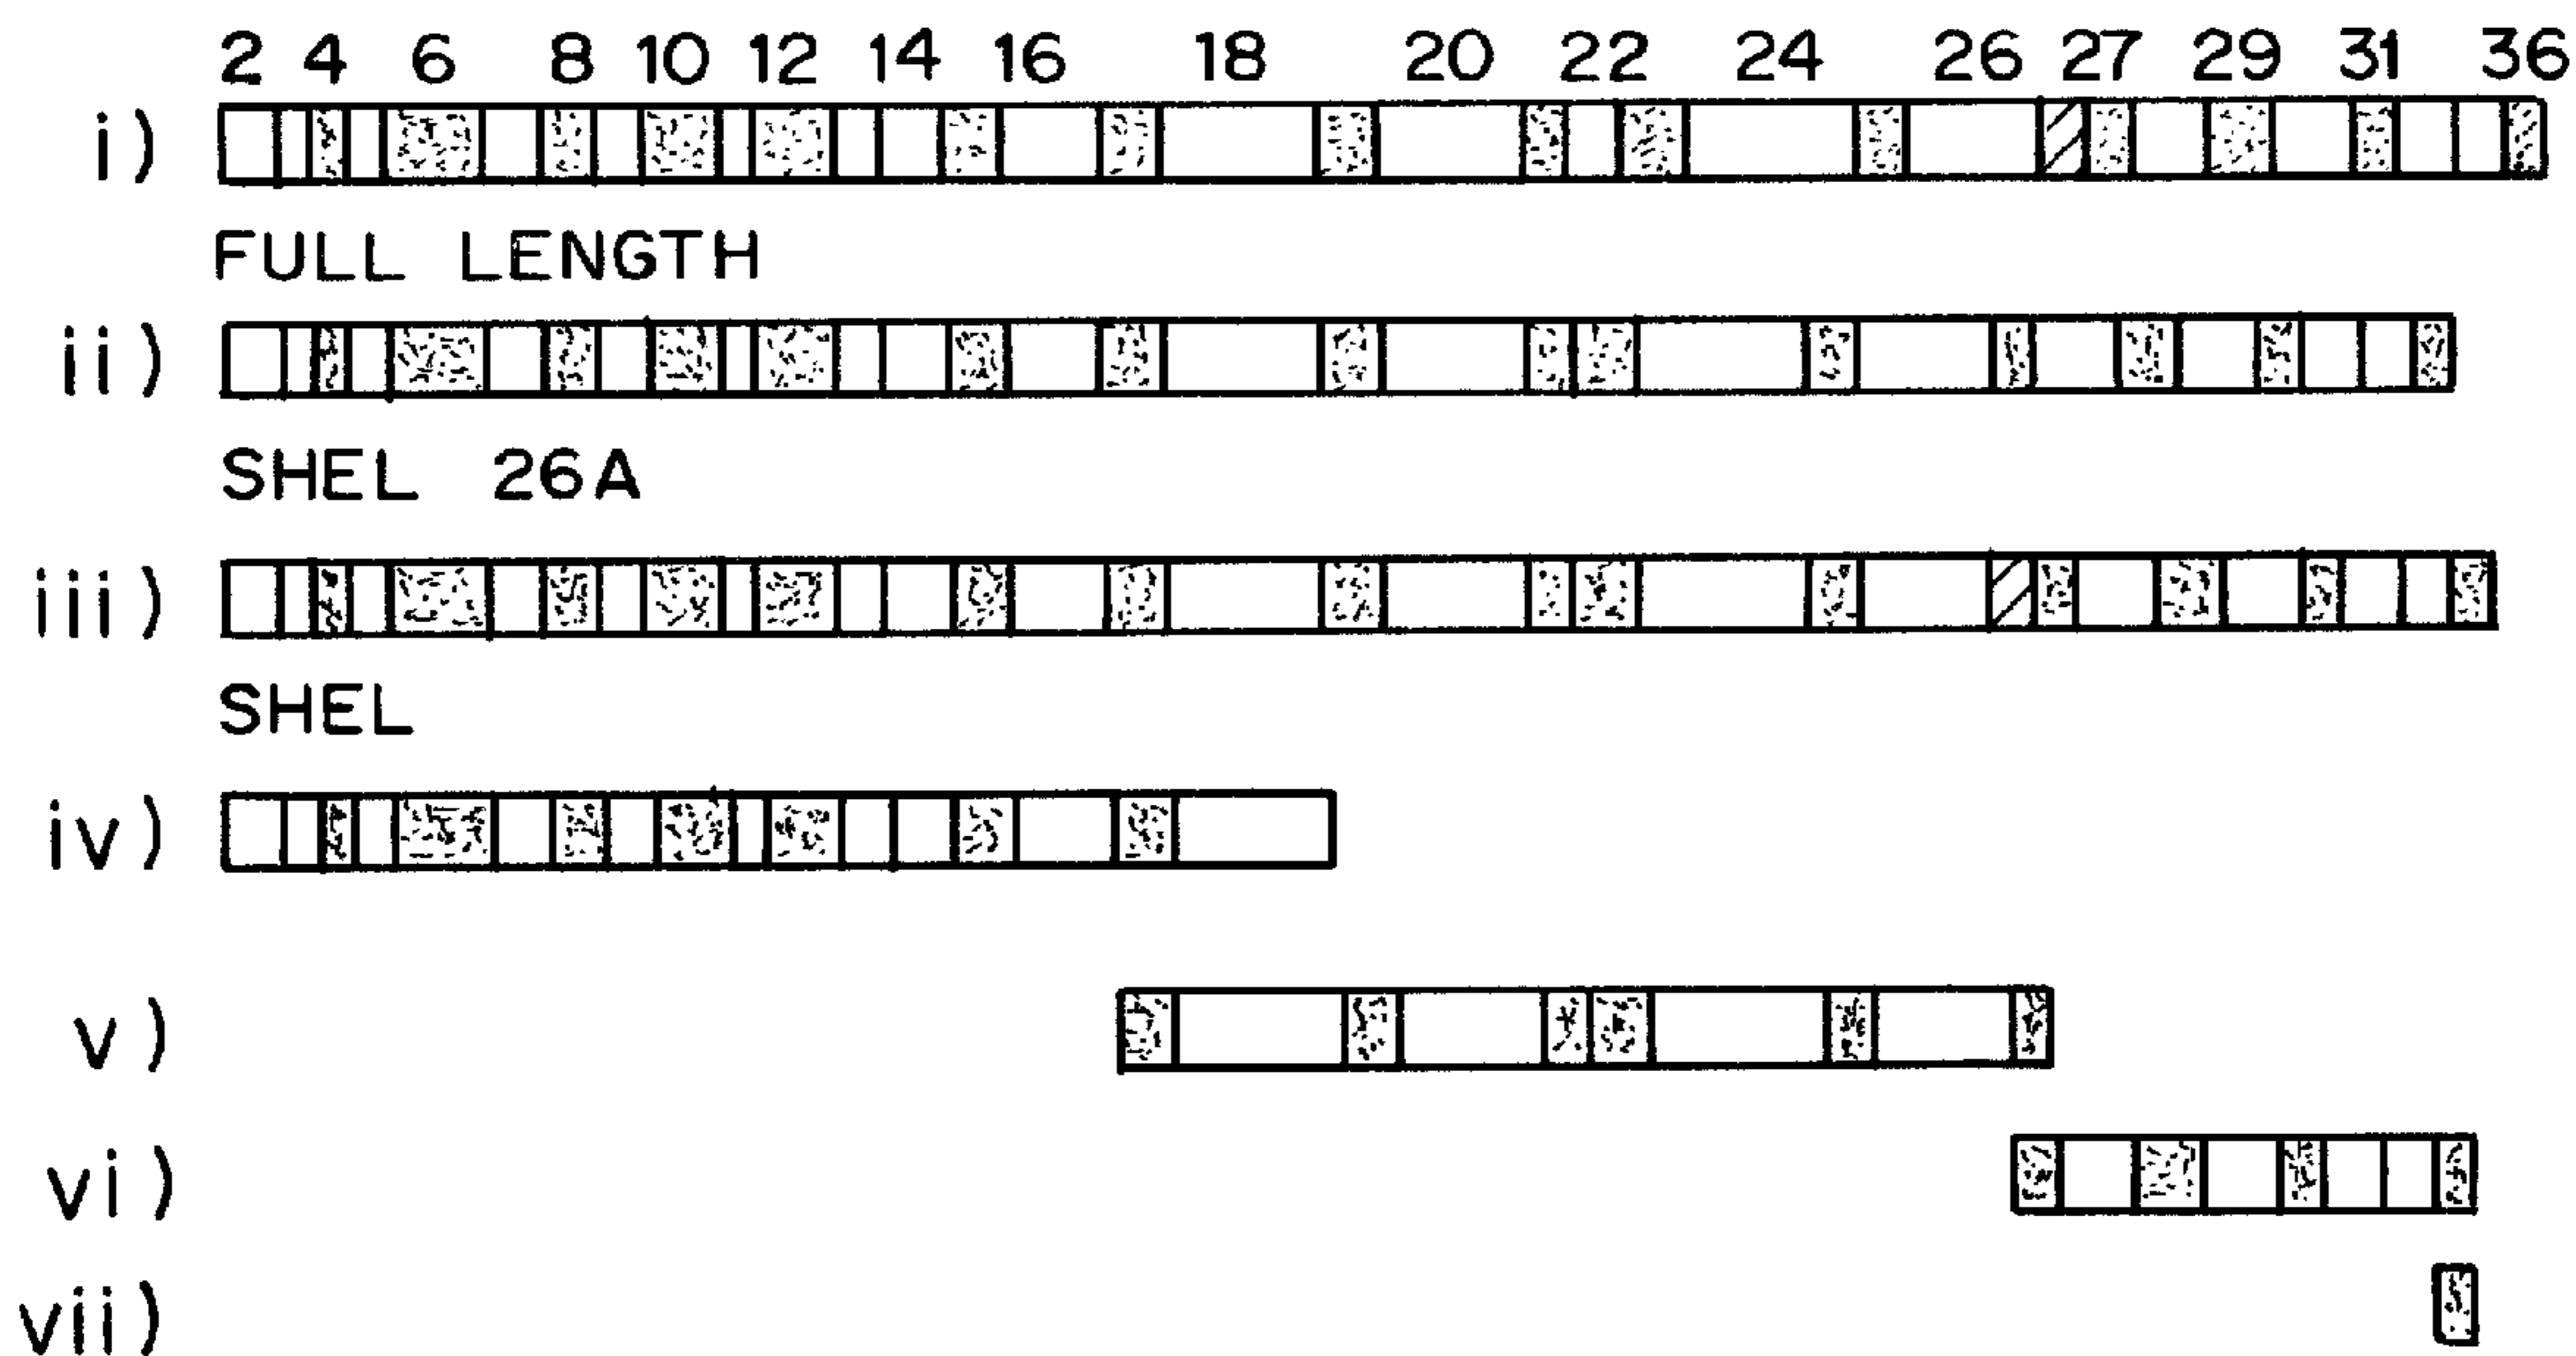 2 4 6 8 10 12 14 16 18 20 22 24 26 27 29 31 36
i)
FULL LENGTH
ii)
SHEL 26A
iii)
SHEL
iv)
v)
vi)
vii)